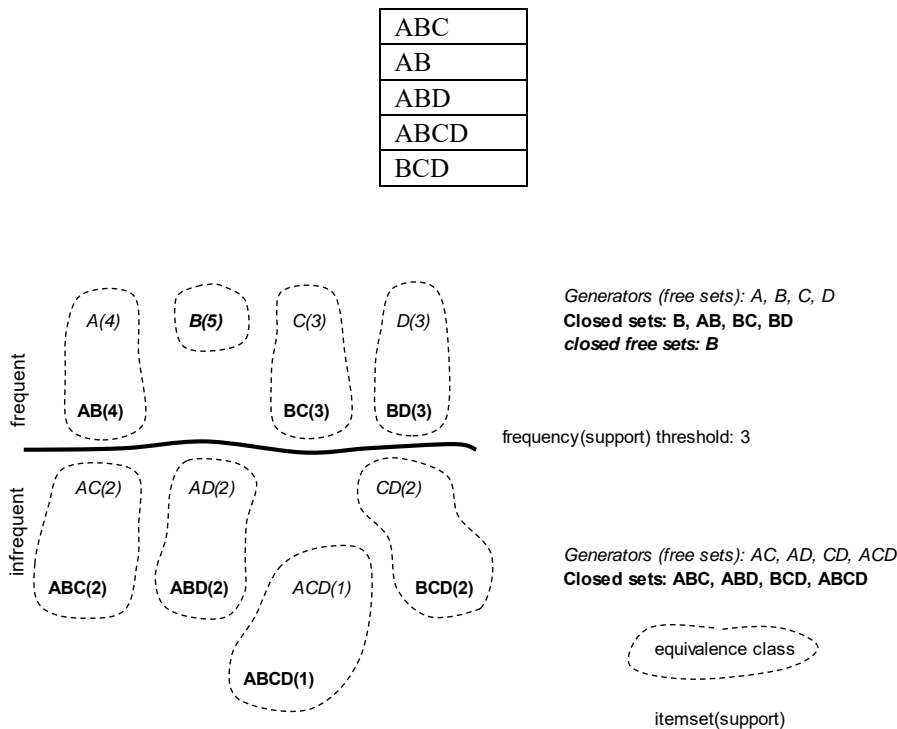 ABC
AB
ABD
ABCD
BCD
frequent
A(4)
B(5)
C(3)
D(3)
AB(4)
BC(3)
BD(3)
Generators (free sets): A, B, C, D
Closed sets: B, AB, BC, BD
closed free sets: B
frequency(support) threshold: 3
infrequent
AC(2)
AD(2)
CD(2)
ABC(2)
ABD(2)
ACD(1)
BCD(2)
ABCD(1)
Generators (free sets): AC, AD, CD, ACD
Closed sets: ABC, ABD, BCD, ABCD
equivalence class
itemset(support)